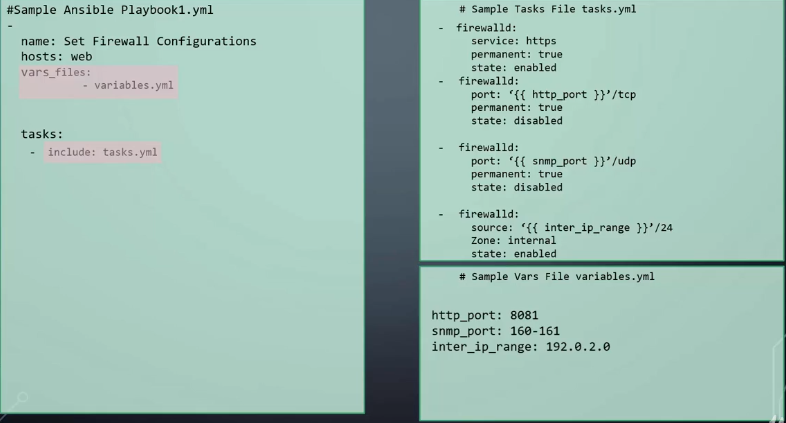 #Sample Ansible Playbook1.yml
-
name: Set Firewall Configurations
hosts: web
vars_files:
- variables.yml
tasks:
- include: tasks.yml
# Sample Tasks File tasks.yml
- firewalld:
service: https
permanent: true
state: enabled
- firewalld:
port: ‘{{ http_port }}’/tcp
permanent: true
state: disabled
- firewalld:
port: ‘{{ snmp_port }}’/udp
permanent: true
state: disabled
- firewalld:
source: ‘{{ inter_ip_range }}’/24
Zone: internal
state: enabled
# Sample Vars File variables.yml
http_port: 8081
snmp_port: 160-161
inter_ip_range: 192.0.2.0